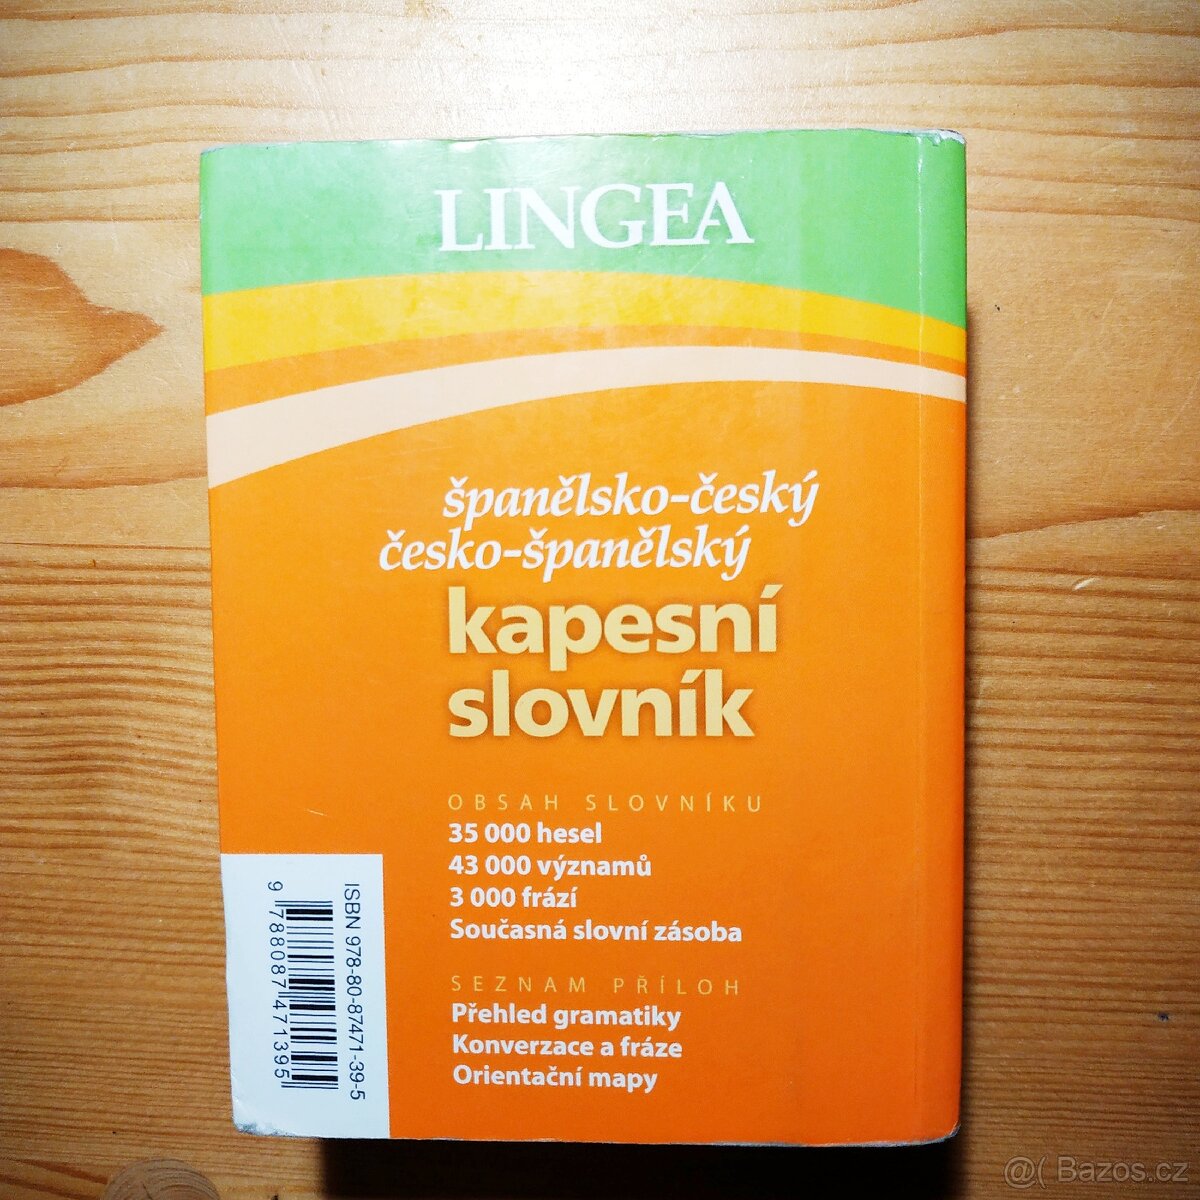 LINGEA
španělsko-český
česko-španělský
kapesní
slovník
OBSAH SLOVNÍKU
35 000 hesel
43 000 významů
3 000 frází
Současná slovní zásoba
SEZNAM PŘÍLOH
Přehled gramatiky
Konverzace a fráze
Orientační mapy
ISBN 978-80-87471-39-5
9 788087 471395
@( Bazos.cz